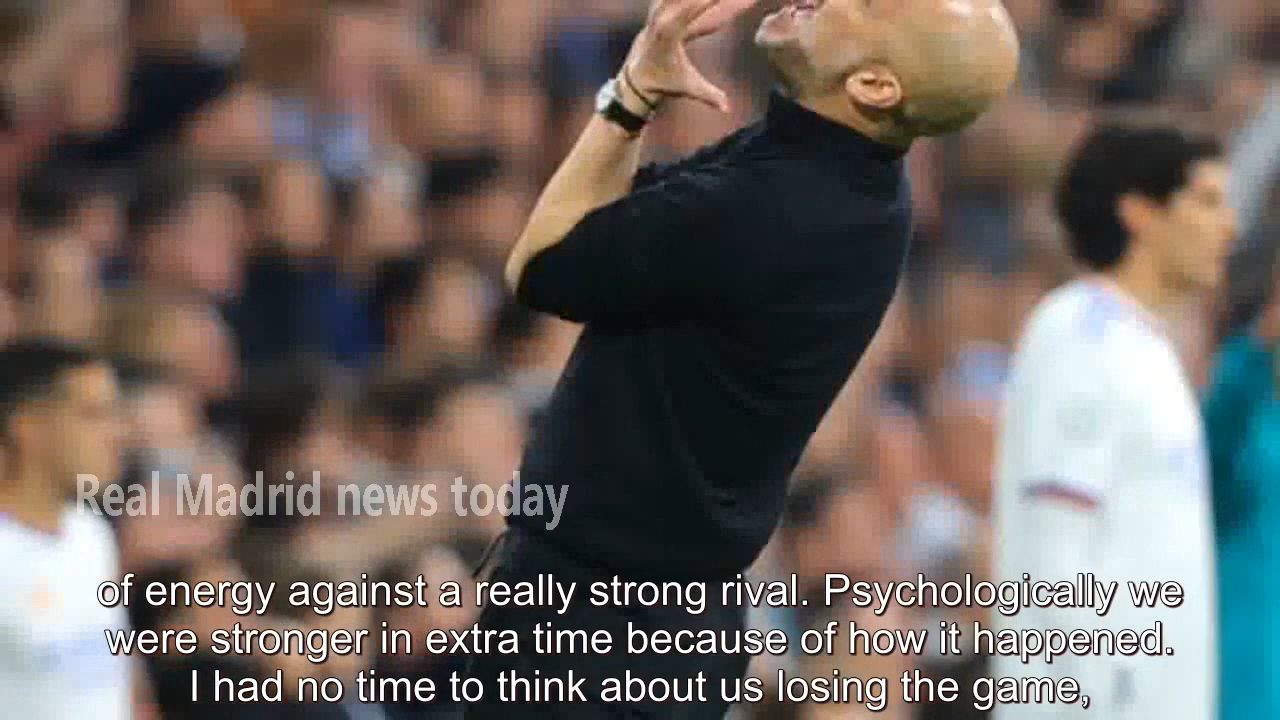 Real Madrid news today
of energy against a really strong rival. Psychologically we
were stronger in extra time because of how it happened.
I had no time to think about us losing the game,